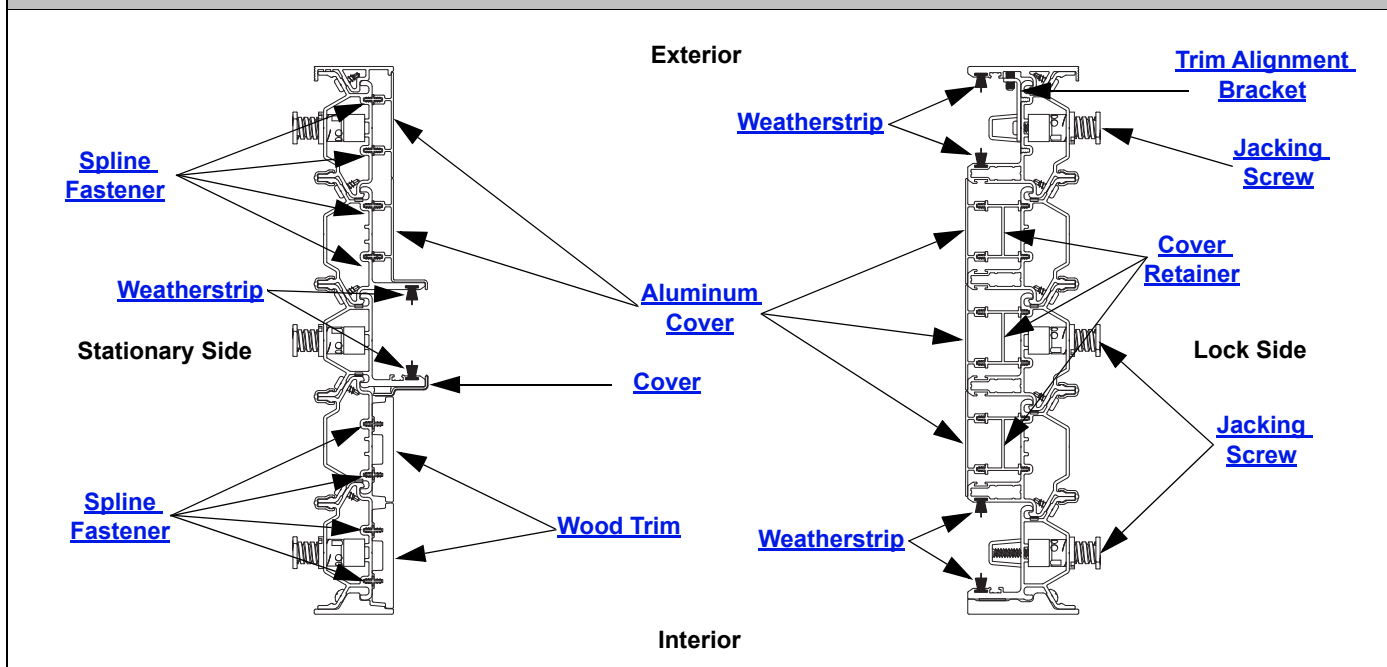 Exterior
Trim Alignment
Bracket
Weatherstrip
Spline
Fastener
Jacking
Screw
Cover
Retainer
Weatherstrip
Aluminum
Cover
Stationary Side
Lock Side
Cover
Jacking
Screw
Spline
Fastener
Wood Trim
Weatherstrip
Interior